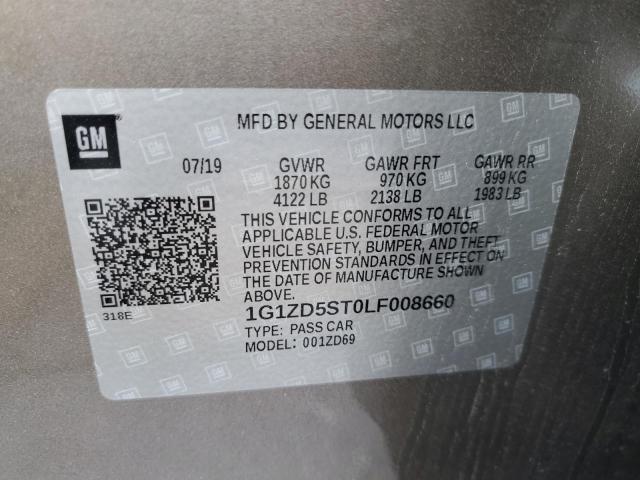 GM
MFD BY GENERAL MOTORS LLC
07/19 GVWR GAWR FRT GAWR RR
1870 KG 970 KG 899 KG
4122 LB 2138 LB 1983 LB
THIS VEHICLE CONFORMS TO ALL
APPLICABLE U.S. FEDERAL MOTOR
VEHICLE SAFETY, BUMPER, AND THEFT
PREVENTION STANDARDS IN EFFECT ON
THE DATE OF MANUFACTURE SHOWN
ABOVE.
318E
1G1ZD5ST0LF008660
TYPE: PASS CAR
MODEL: 001ZD69